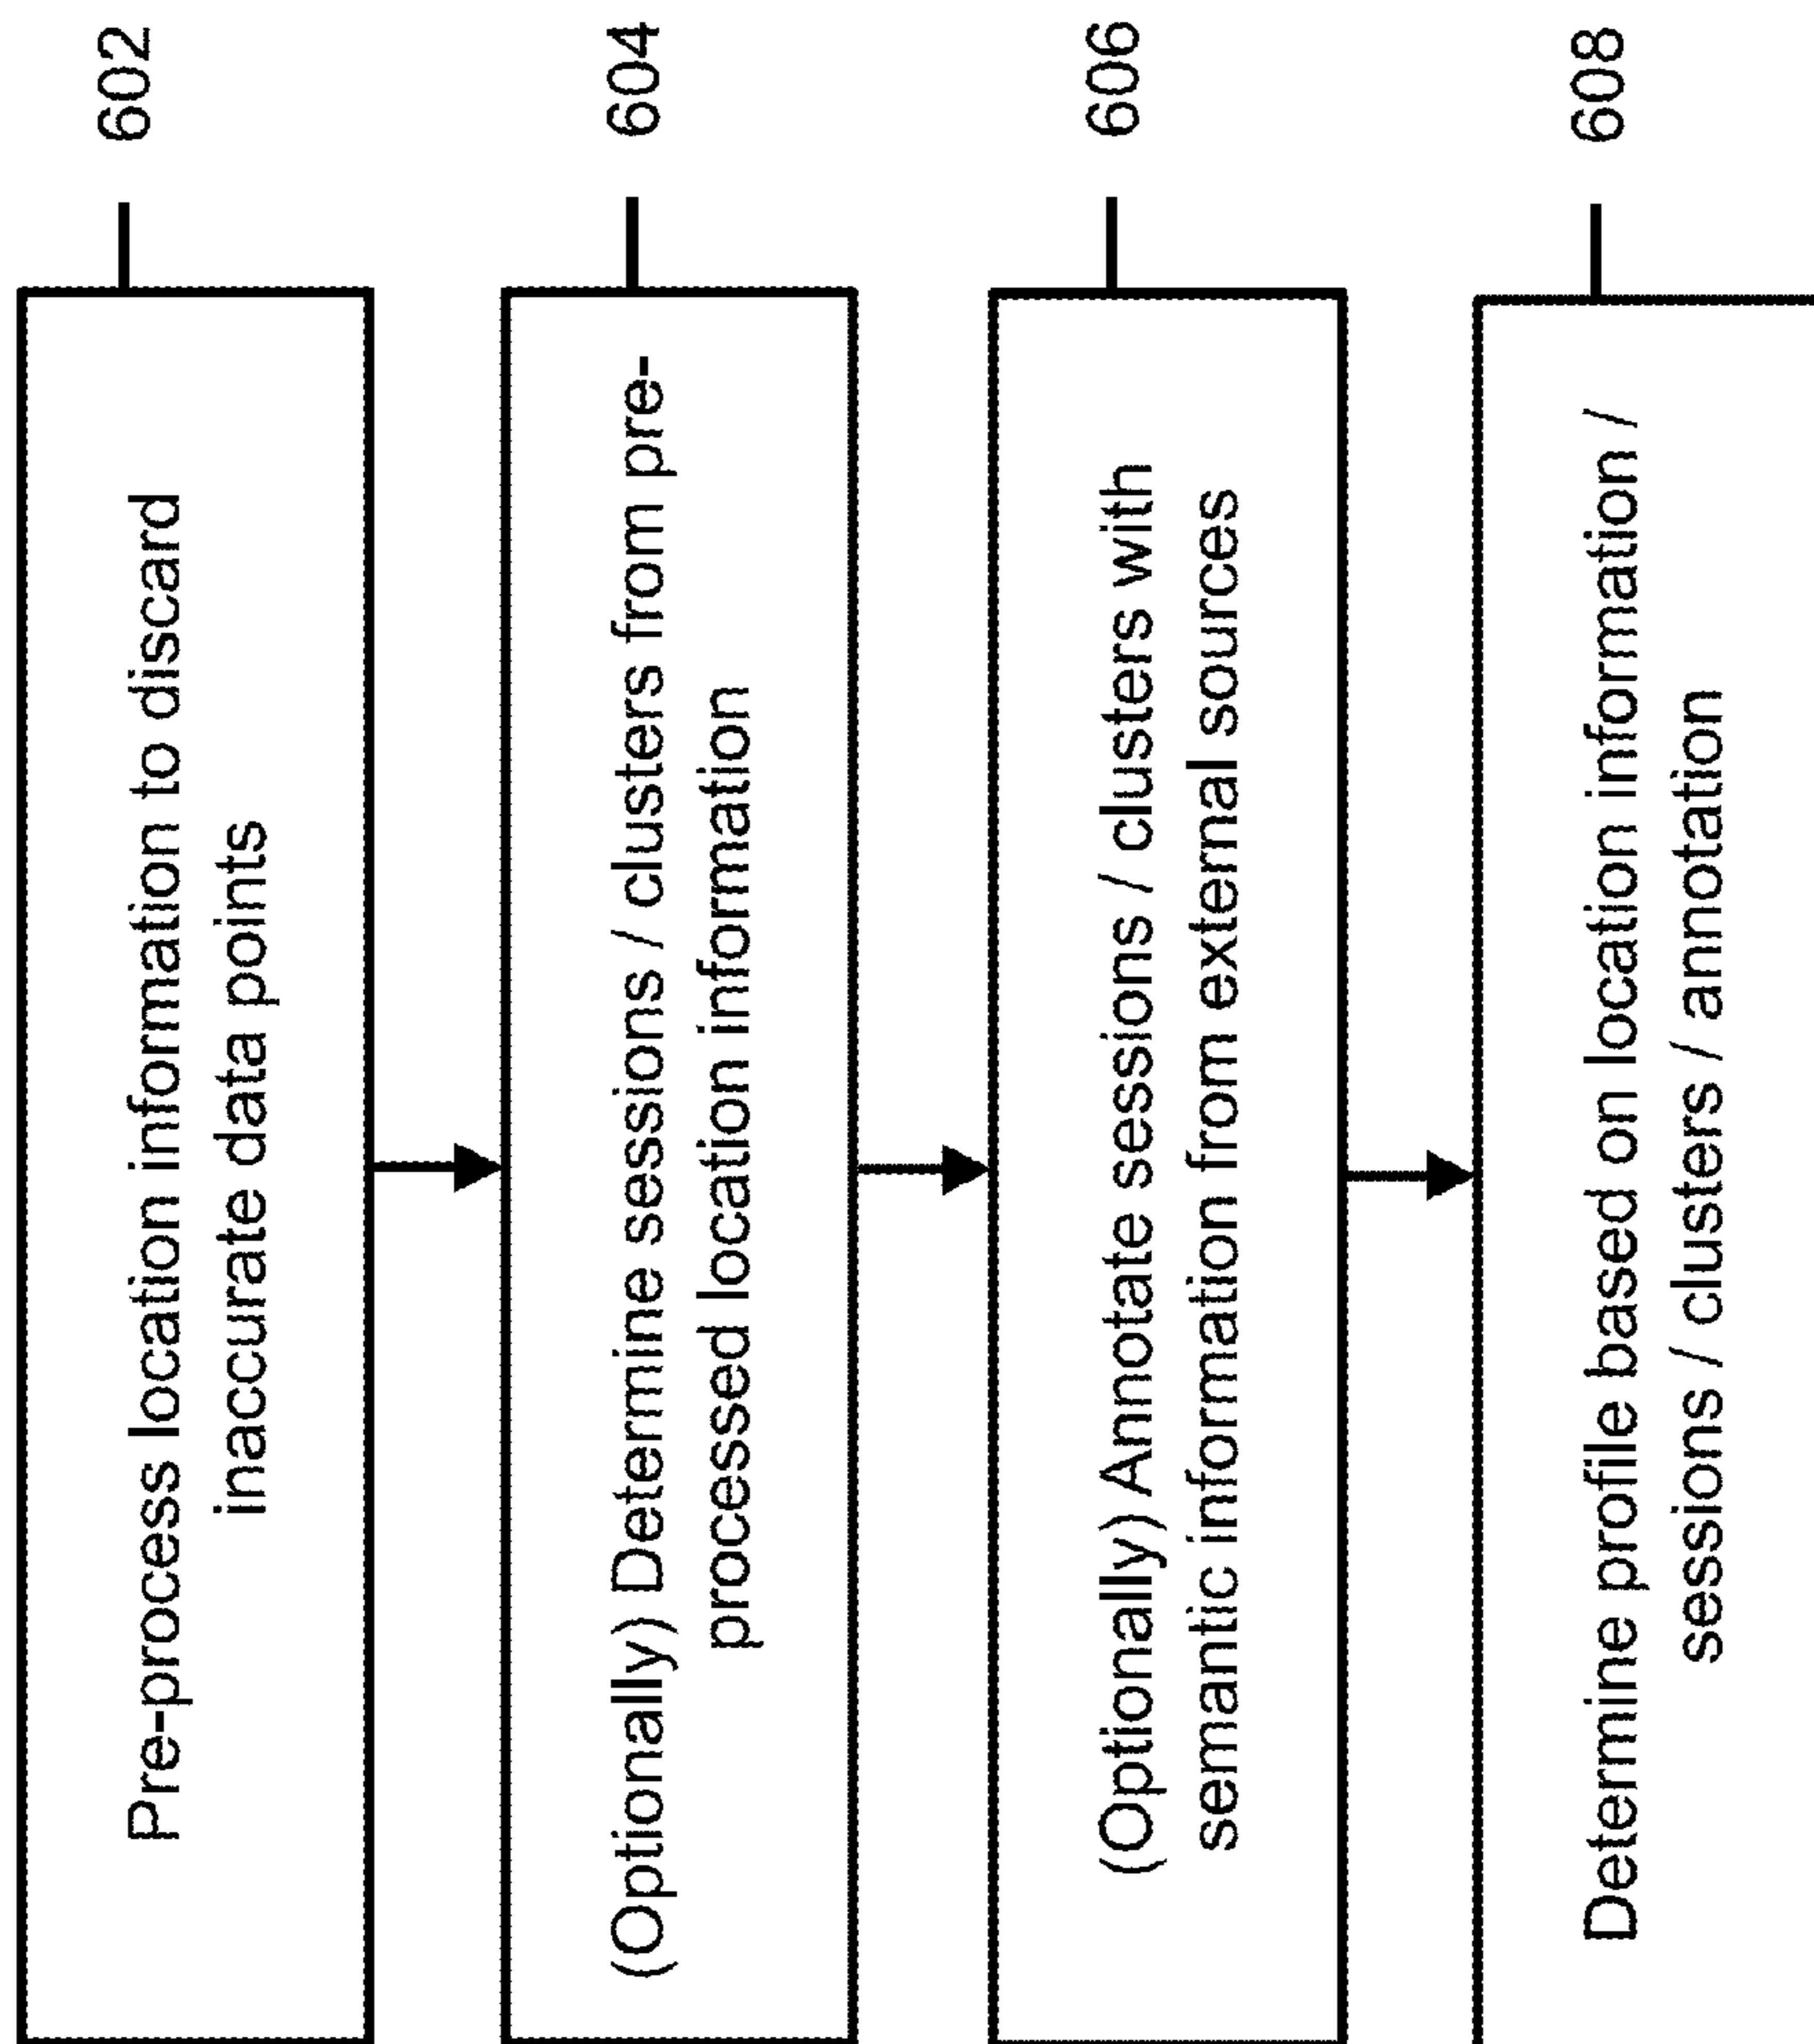 Pre-process location information to discard
inaccurate data points
602
(Optionally) Determine sessions / clusters from pre-
processed location information
604
(Optionally) Annotate sessions / clusters with
semantic information from external sources
606
Determine profile based on location information /
sessions / clusters / annotation
608